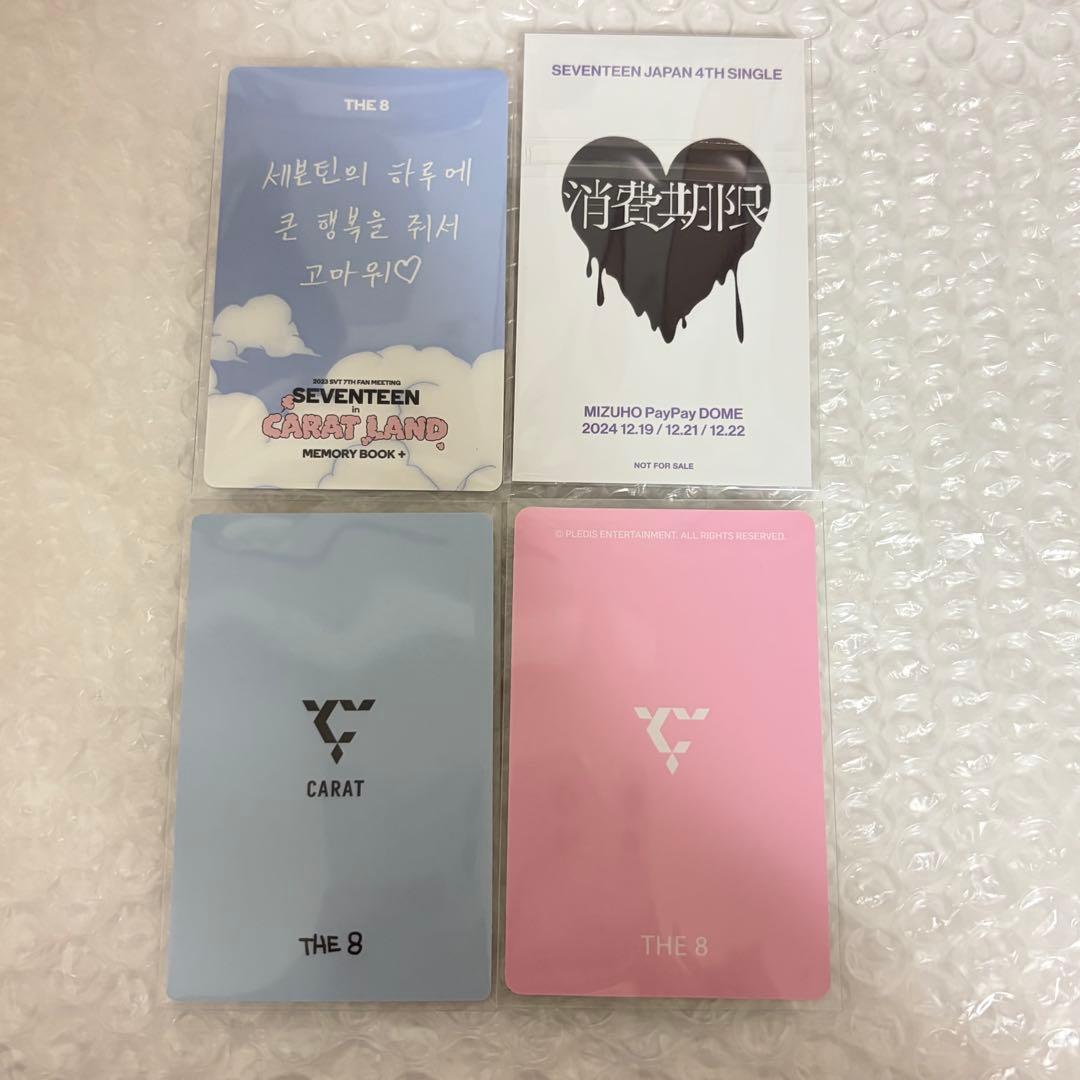 THE 8
세븐틴의 하루에
큰 행복을 줘서
고마워♡
2023 SVT 7TH FAN MEETING
SEVENTEEN
in
CARAT LAND
MEMORY BOOK +
SEVENTEEN JAPAN 4TH SINGLE
消費期限
MIZUHO PayPay DOME
2024 12.19 / 12.21 / 12.22
NOT FOR SALE
CARAT
THE 8
© PLEDIS ENTERTAINMENT. ALL RIGHTS RESERVED.
THE 8